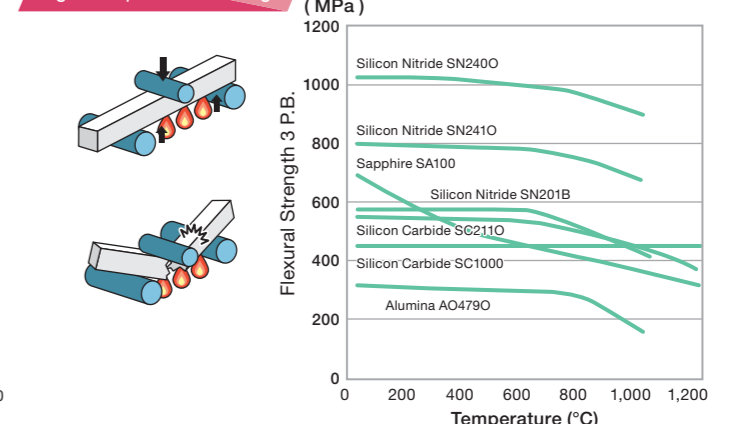 ( MPa )
Flexural Strength 3 P.B.
1200
1000
800
600
400
200
0
Silicon Nitride SN240O
Silicon Nitride SN241O
Sapphire SA100
Silicon Nitride SN201B
Silicon Carbide SC211O
Silicon Carbide SC1000
Alumina AO479O
0 200 400 600 800 1,000 1,200
Temperature (°C)